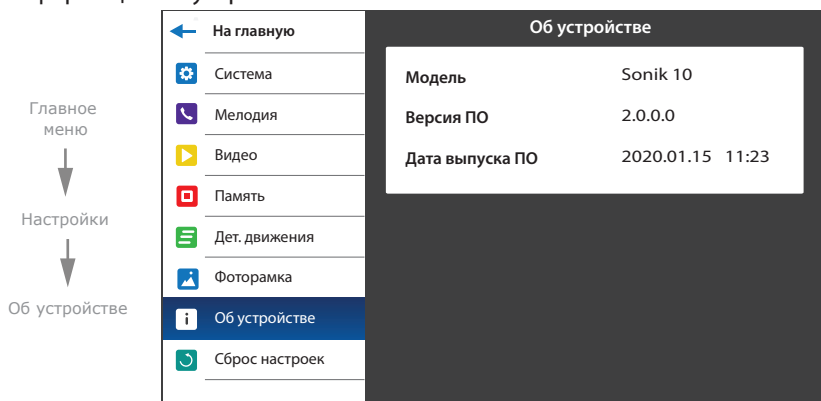 Главное
меню
Настройки
Об устройстве
На главную
Система
Мелодия
Видео
Память
Дет. движения
Фоторамка
Об устройстве
Сброс настроек
Об устройстве
Модель Sonik 10
Версия ПО 2.0.0.0
Дата выпуска ПО 2020.01.15 11:23